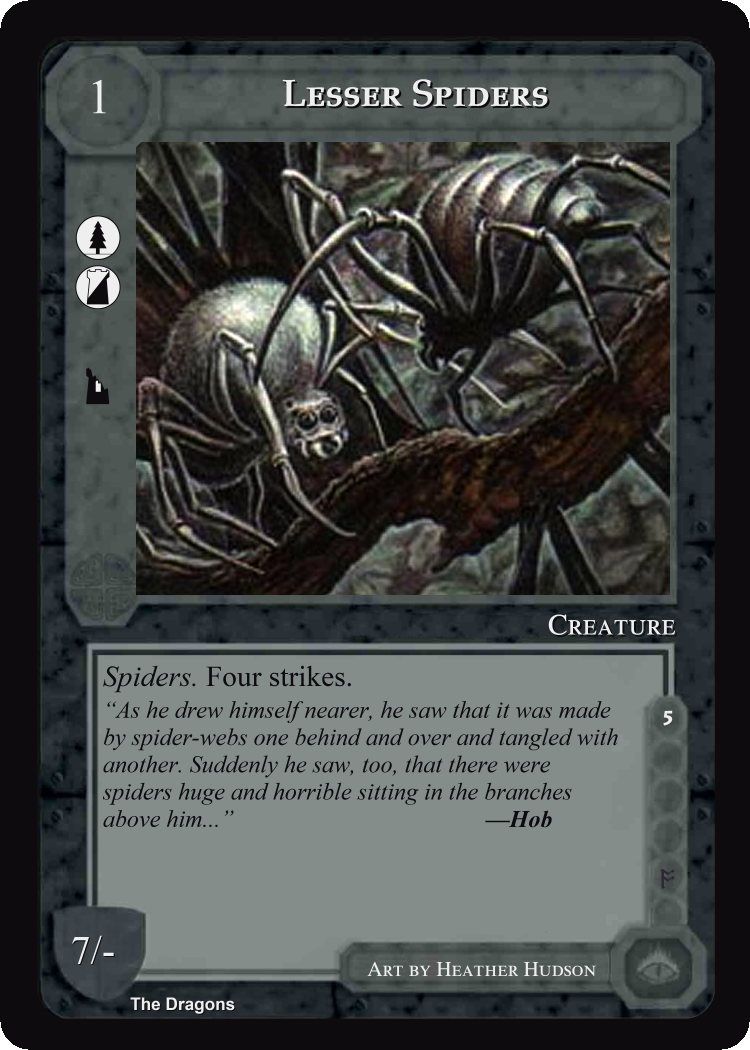 1
Lesser Spiders
Creature
Spiders. Four strikes.
“As he drew himself nearer, he saw that it was made
by spider-webs one behind and over and tangled with
another. Suddenly he saw, too, that there were
spiders huge and horrible sitting in the branches
above him...” —Hob
5
7/-
Art by Heather Hudson
The Dragons